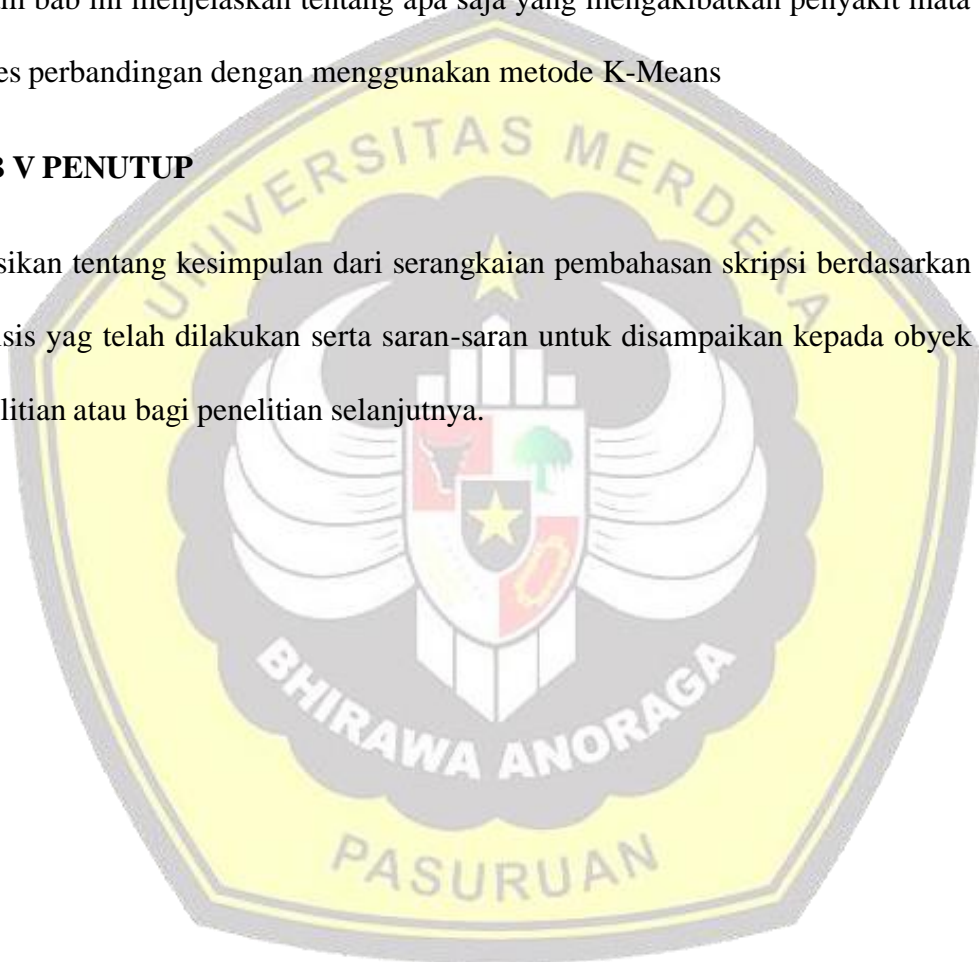 bab ini menjelaskan tentang apa saja yang mengakibatkan penyakit mata
es perbandingan dengan menggunakan metode K-Means
V PENUTUP
sikan tentang kesimpulan dari serangkaian pembahasan skripsi berdasarkan
isis yag telah dilakukan serta saran-saran untuk disampaikan kepada obyek
litian atau bagi penelitian selanjutnya.
UNIVERSITAS MERDEKA
BHIRAWA ANORAGA
PASURUAN